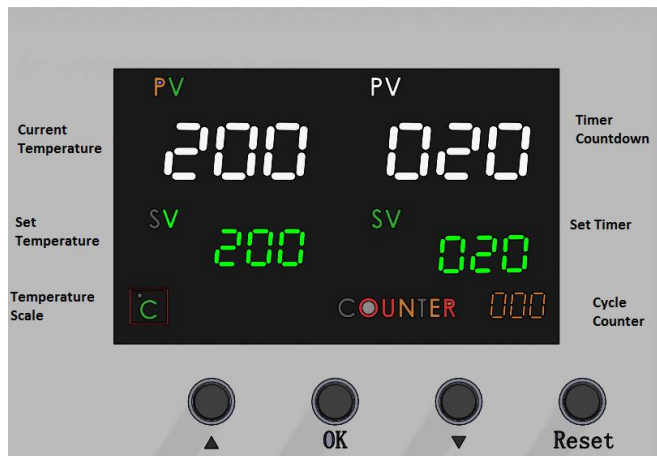 PV PV
Current
Temperature
200 020
Timer
Countdown
Set
Temperature
SV SV
200 020
Set Timer
Temperature
Scale
°C
COUNTER 000
Cycle
Counter
▲ OK ▼ Reset